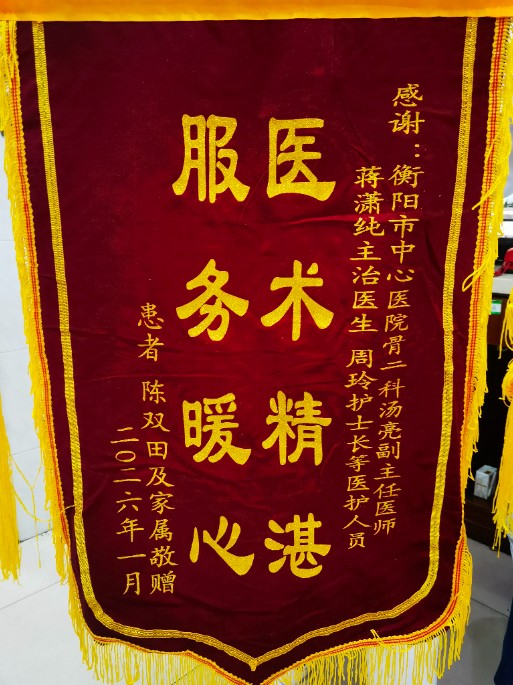 感谢：衡阳市中心医院骨二科汤亮副主任医师
蒋潇纯主治医生 周玲护士长等医护人员
医术精湛
服务暖心
患者 陈双田及家属敬赠
二〇二六年一月